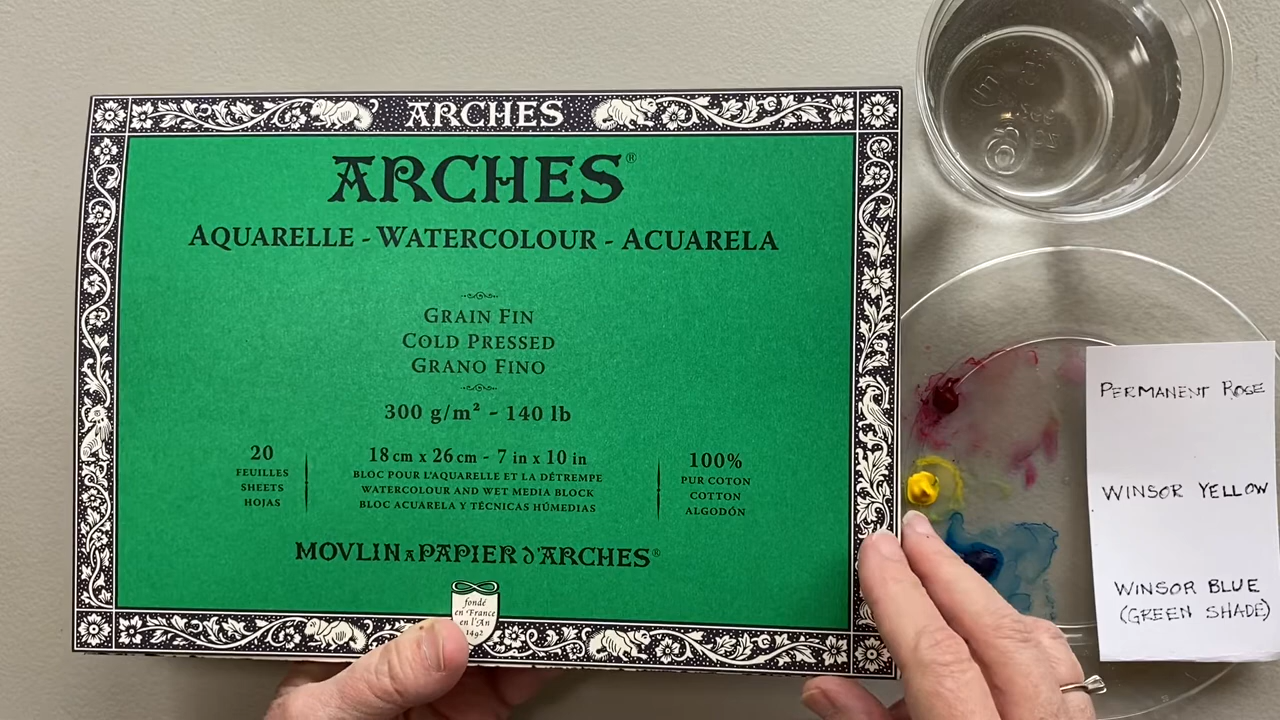 ARCHES
ARCHES®
AQUARELLE - WATERCOLOUR - ACUARELA
GRAIN FIN
COLD PRESSED
GRANO FINO
300 g/m² - 140 lb
20
FEUILLES
SHEETS
HOJAS
18 cm x 26 cm - 7 in x 10 in
BLOC POUR L'AQUARELLE ET LA DÉTREMPE
WATERCOLOUR AND WET MEDIA BLOCK
BLOC ACUARELA Y TÉCNICAS HÚMEDIAS
100%
PUR COTON
COTTON
ALGODÓN
MOVLIN A PAPIER D'ARCHES®
fondé
en France
en l'An
1492
PERMANENT ROSE
WINSOR YELLOW
WINSOR BLUE
(GREEN SHADE)